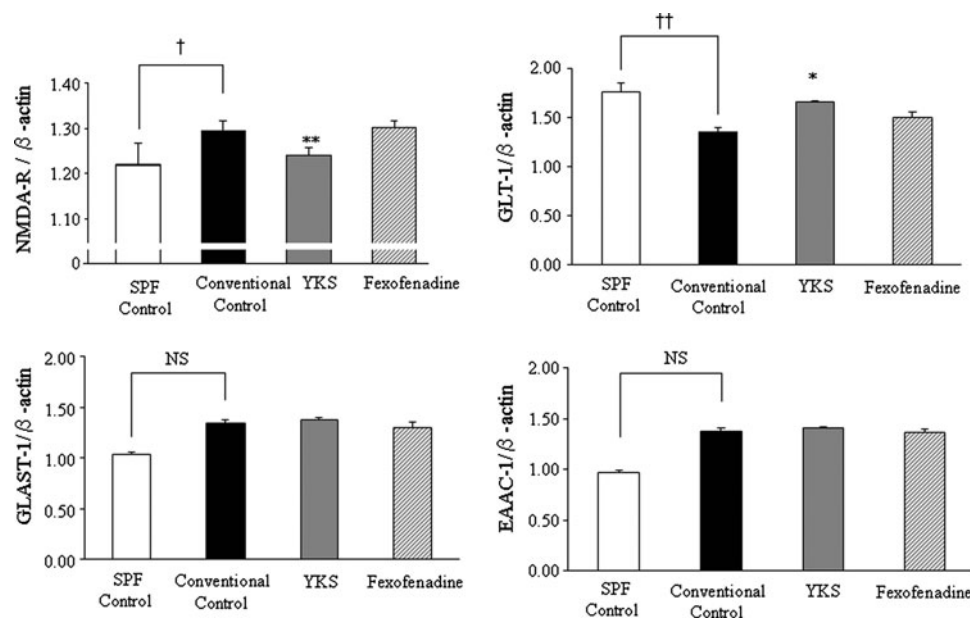 †
NMDA-R / β-actin
1.40
1.30
1.20
1.10
0
**
SPF
Control
Conventional
Control
YKS
Fexofenadine
††
GLT-1/β-actin
2.00
1.50
1.00
0.50
0.00
*
SPF
Control
Conventional
Control
YKS
Fexofenadine
NS
GLAST-1/β-actin
2.00
1.50
1.00
0.50
0.00
SPF
Control
Conventional
Control
YKS
Fexofenadine
NS
EAAC-1/β-actin
2.00
1.50
1.00
0.50
0.00
SPF
Control
Conventional
Control
YKS
Fexofenadine